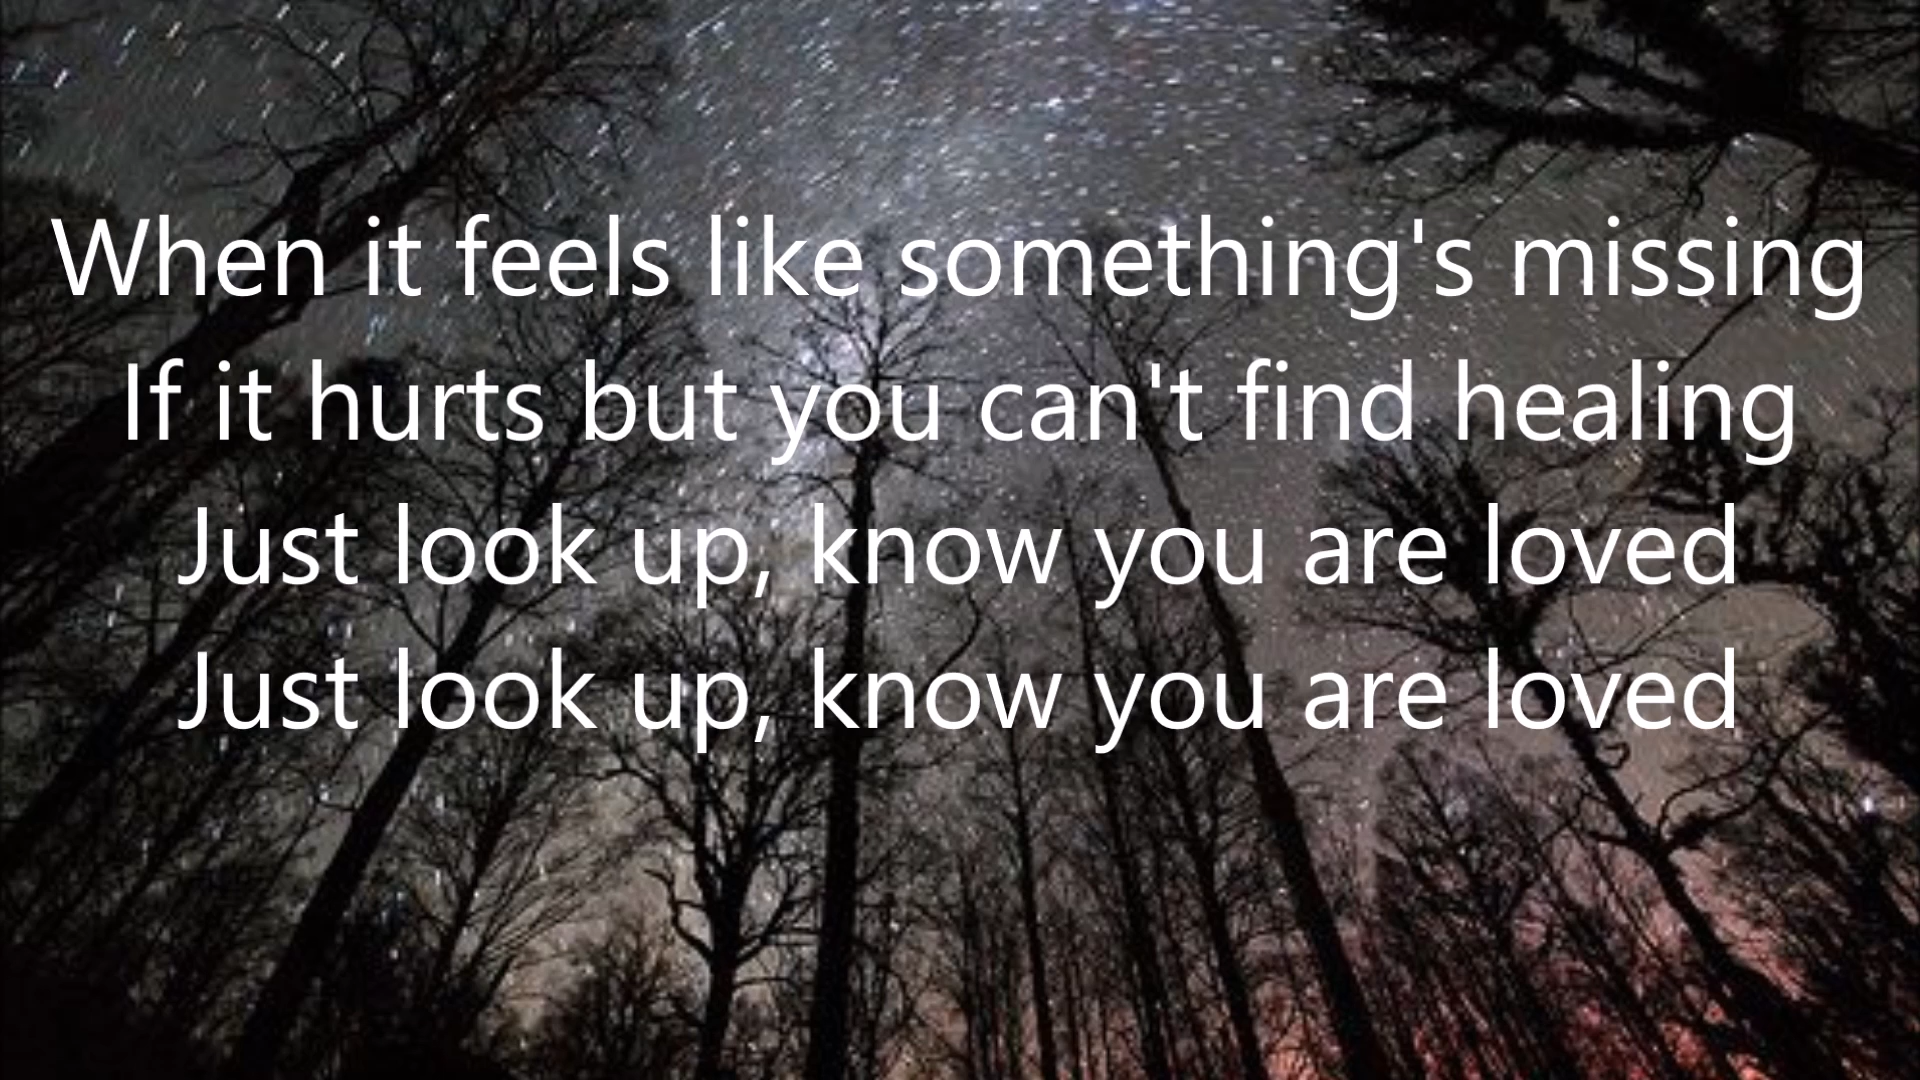 When it feels like something's missing
If it hurts but you can't find healing
Just look up, know you are loved
Just look up, know you are loved